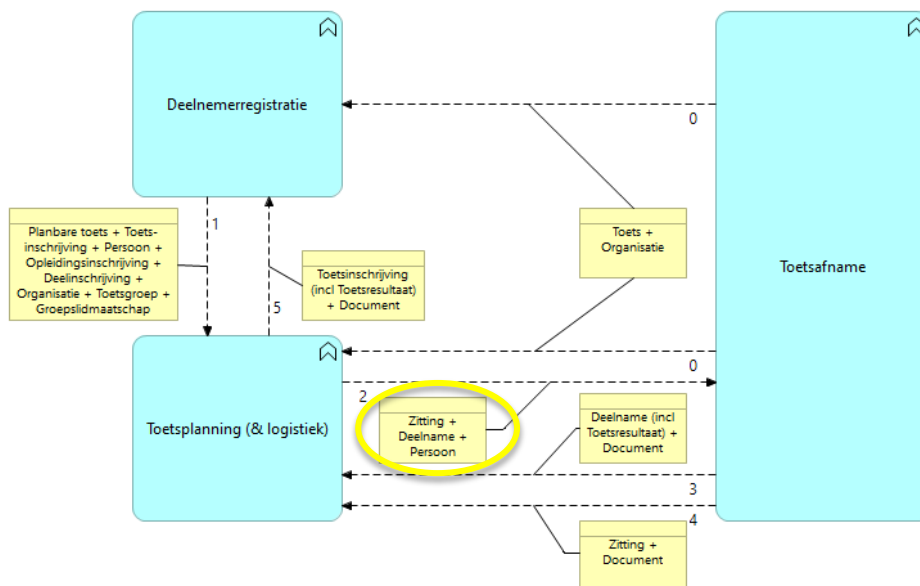 Deelnemerregistratie
0
1
Planbare toets + Toets-
inschrijving + Persoon +
Opleidingsinschrijving +
Deelinschrijving +
Organisatie + Toetsgroep +
Groepslidmaatschap
Toetsinschrijving
(incl Toetsresultaat)
+ Document
5
Toets +
Organisatie
Toetsafname
0
Toetsplanning (& logistiek)
2
Zitting +
Deelname +
Persoon
Deelname (incl
Toetsresultaat) +
Document
3
4
Zitting +
Document